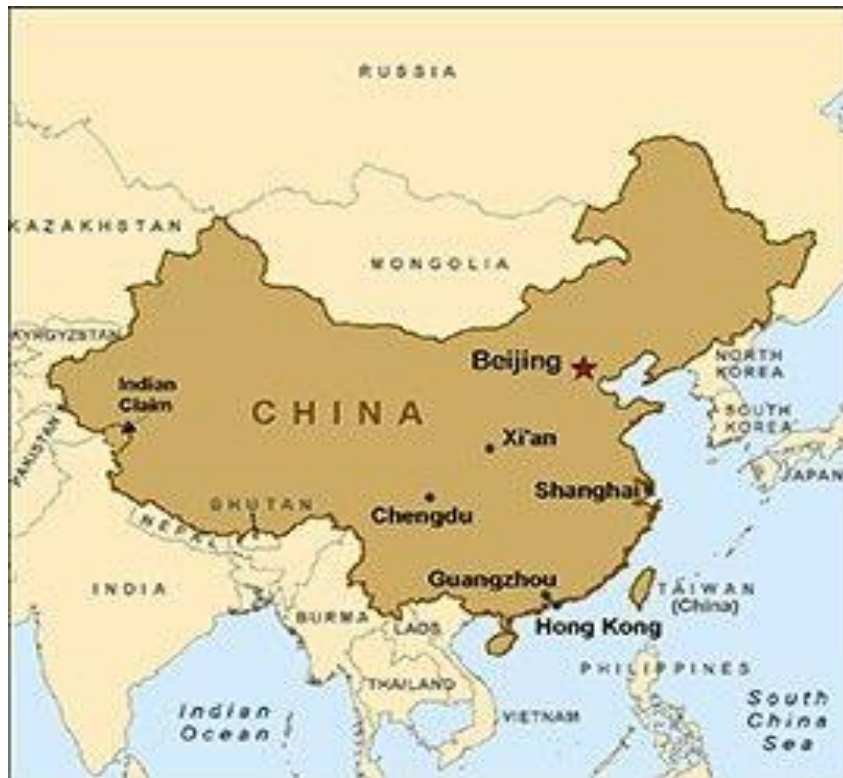 RUSSIA
KAZAKHSTAN
MONGOLIA
KYRGYZSTAN
Beijing
NORTH
KOREA
Indian
Claim
CHINA
SOUTH
KOREA
PAKISTAN
Xi'an
JAPAN
Shanghai
BHUTAN
Chengdu
NEPAL
INDIA
Guangzhou
TAIWAN
(China)
BURMA
LAOS
Hong Kong
PHILIPPINES
THAILAND
Indian
Ocean
VIETNAM
South
China
Sea